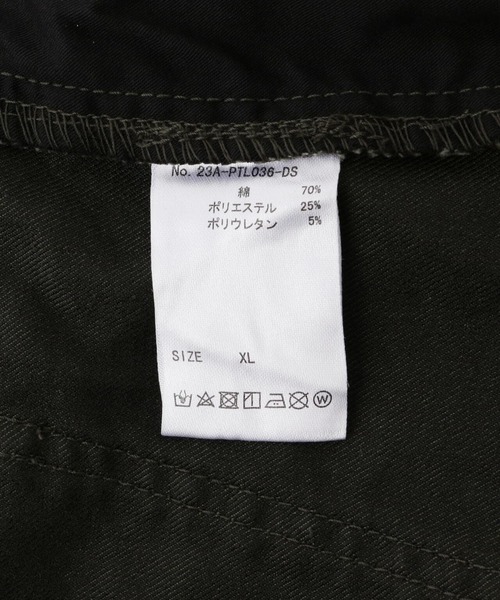 No. 23A-PTL036-DS
綿 70%
ポリエステル 25%
ポリウレタン 5%
SIZE XL
W